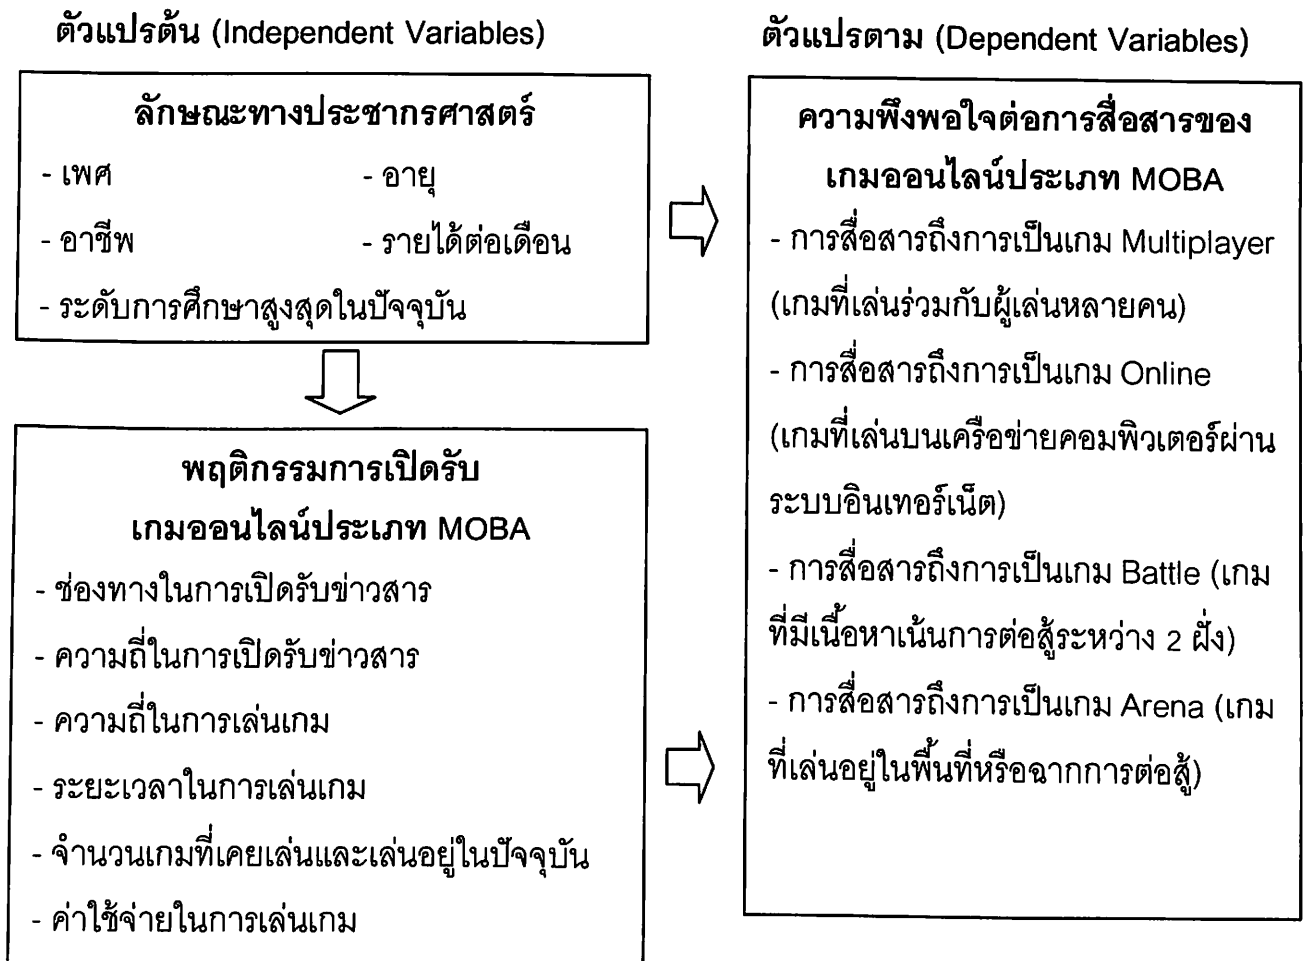 ตัวแปรต้น (Independent Variables)
ลักษณะทางประชากรศาสตร์
- เพศ - อายุ
- อาชีพ - รายได้ต่อเดือน
- ระดับการศึกษาสูงสุดในปัจจุบัน
พฤติกรรมการเปิดรับ
เกมออนไลน์ประเภท MOBA
- ช่องทางในการเปิดรับข่าวสาร
- ความถี่ในการเปิดรับข่าวสาร
- ความถี่ในการเล่นเกม
- ระยะเวลาในการเล่นเกม
- จำนวนเกมที่เคยเล่นและเล่นอยู่ในปัจจุบัน
- ค่าใช้จ่ายในการเล่นเกม
ตัวแปรตาม (Dependent Variables)
ความพึงพอใจต่อการสื่อสารของ
เกมออนไลน์ประเภท MOBA
- การสื่อสารถึงการเป็นเกม Multiplayer
(เกมที่เล่นร่วมกับผู้เล่นหลายคน)
- การสื่อสารถึงการเป็นเกม Online
(เกมที่เล่นบนเครือข่ายคอมพิวเตอร์ผ่าน
ระบบอินเทอร์เน็ต)
- การสื่อสารถึงการเป็นเกม Battle (เกม
ที่มีเนื้อหาเน้นการต่อสู้ระหว่าง 2 ฝั่ง)
- การสื่อสารถึงการเป็นเกม Arena (เกม
ที่เล่นอยู่ในพื้นที่หรือฉากการต่อสู้)